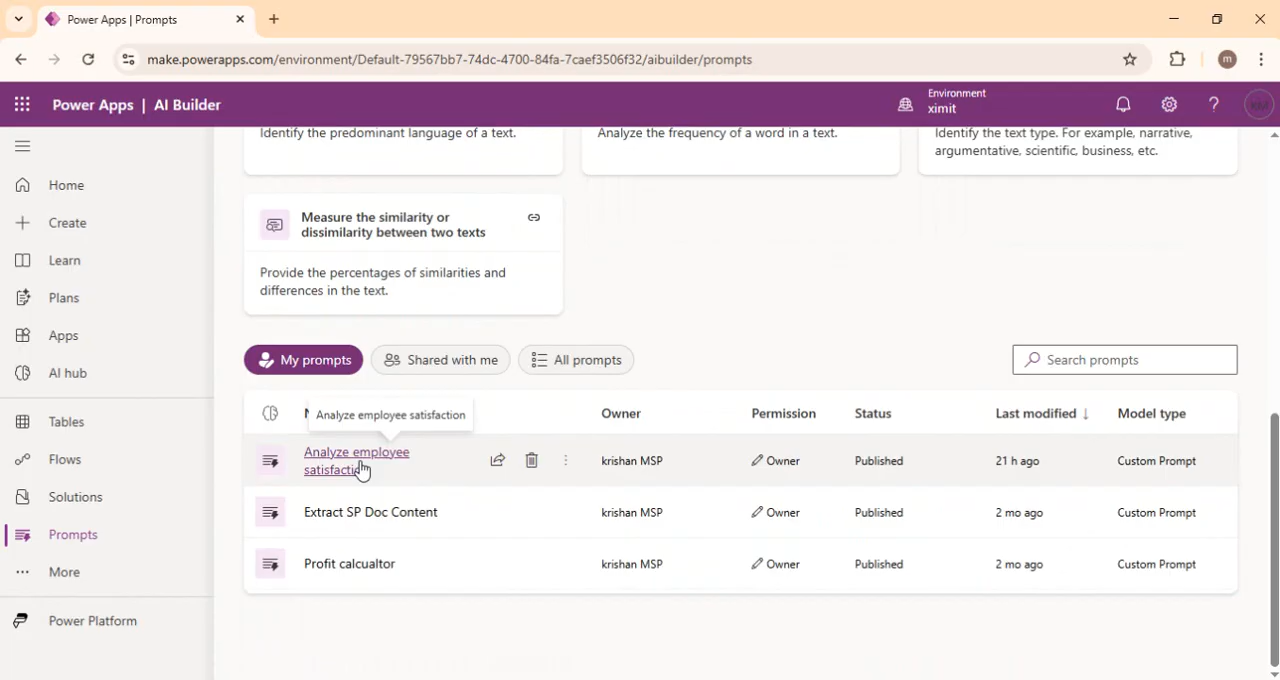 Power Apps | Prompts
make.powerapps.com/environment/Default-79567bb7-74dc-4700-84fa-7caef3506f32/aibuilder/prompts
m
Power Apps | AI Builder
Environment
ximit
Home
Create
Learn
Plans
Apps
AI hub
Tables
Flows
Solutions
Prompts
More
Power Platform
Identify the predominant language of a text.
Analyze the frequency of a word in a text.
Identify the text type. For example, narrative,
argumentative, scientific, business, etc.
Measure the similarity or
dissimilarity between two texts
Provide the percentages of similarities and
differences in the text.
My prompts
Shared with me
All prompts
Search prompts
Analyze employee satisfaction
Owner
Permission
Status
Last modified ↓
Model type
Analyze employee
satisfaction
krishan MSP
Owner
Published
21 h ago
Custom Prompt
Extract SP Doc Content
krishan MSP
Owner
Published
2 mo ago
Custom Prompt
Profit calcualtor
krishan MSP
Owner
Published
2 mo ago
Custom Prompt